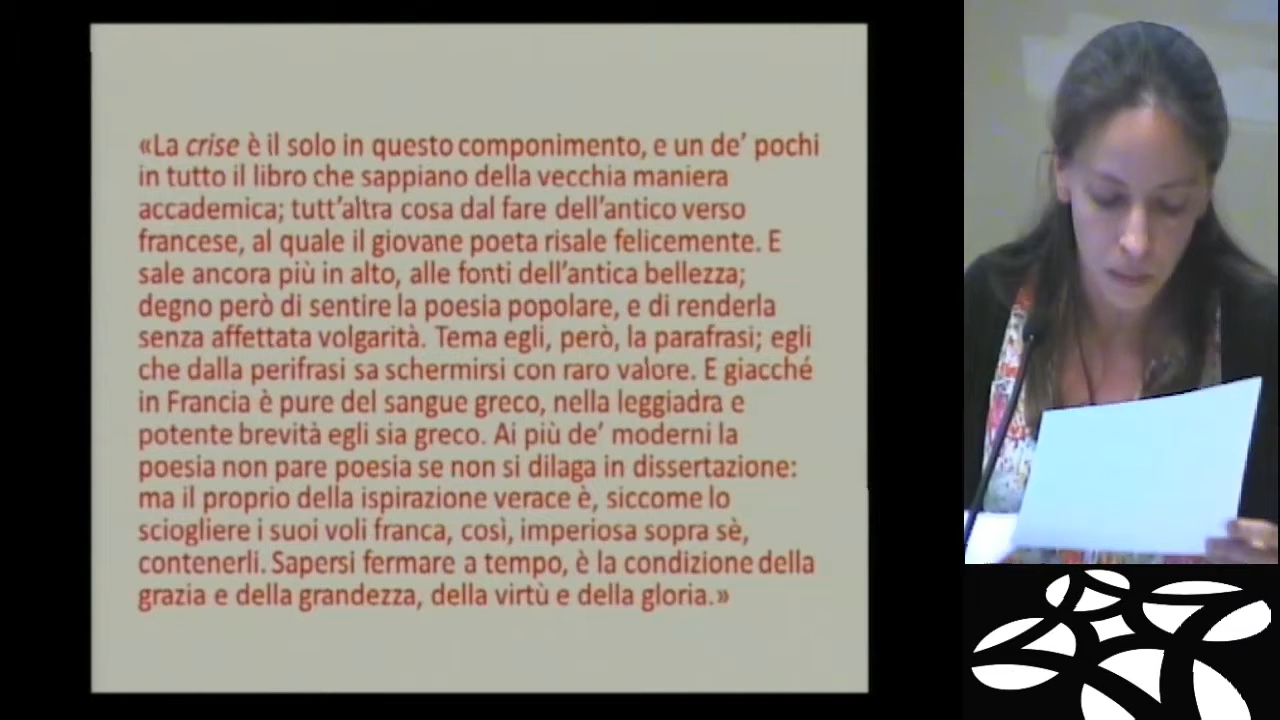 «La crise è il solo in questo componimento, e un de’ pochi
in tutto il libro che sappiano della vecchia maniera
accademica; tutt’altra cosa dal fare dell’antico verso
francese, al quale il giovane poeta risale felicemente. E
sale ancora più in alto, alle fonti dell’antica bellezza;
degno però di sentire la poesia popolare, e di renderla
senza affettata volgarità. Tema egli, però, la parafrasi; egli
che dalla perifrasi sa schermirsi con raro valore. E giacché
in Francia è pure del sangue greco, nella leggiadra e
potente brevità egli sia greco. Ai più de’ moderni la
poesia non pare poesia se non si dilaga in dissertazione:
ma il proprio della ispirazione verace è, siccome lo
sciogliere i suoi voli franca, così, imperiosa sopra sè,
contenerli. Sapersi fermare a tempo, è la condizione della
grazia e della grandezza, della virtù e della gloria.»